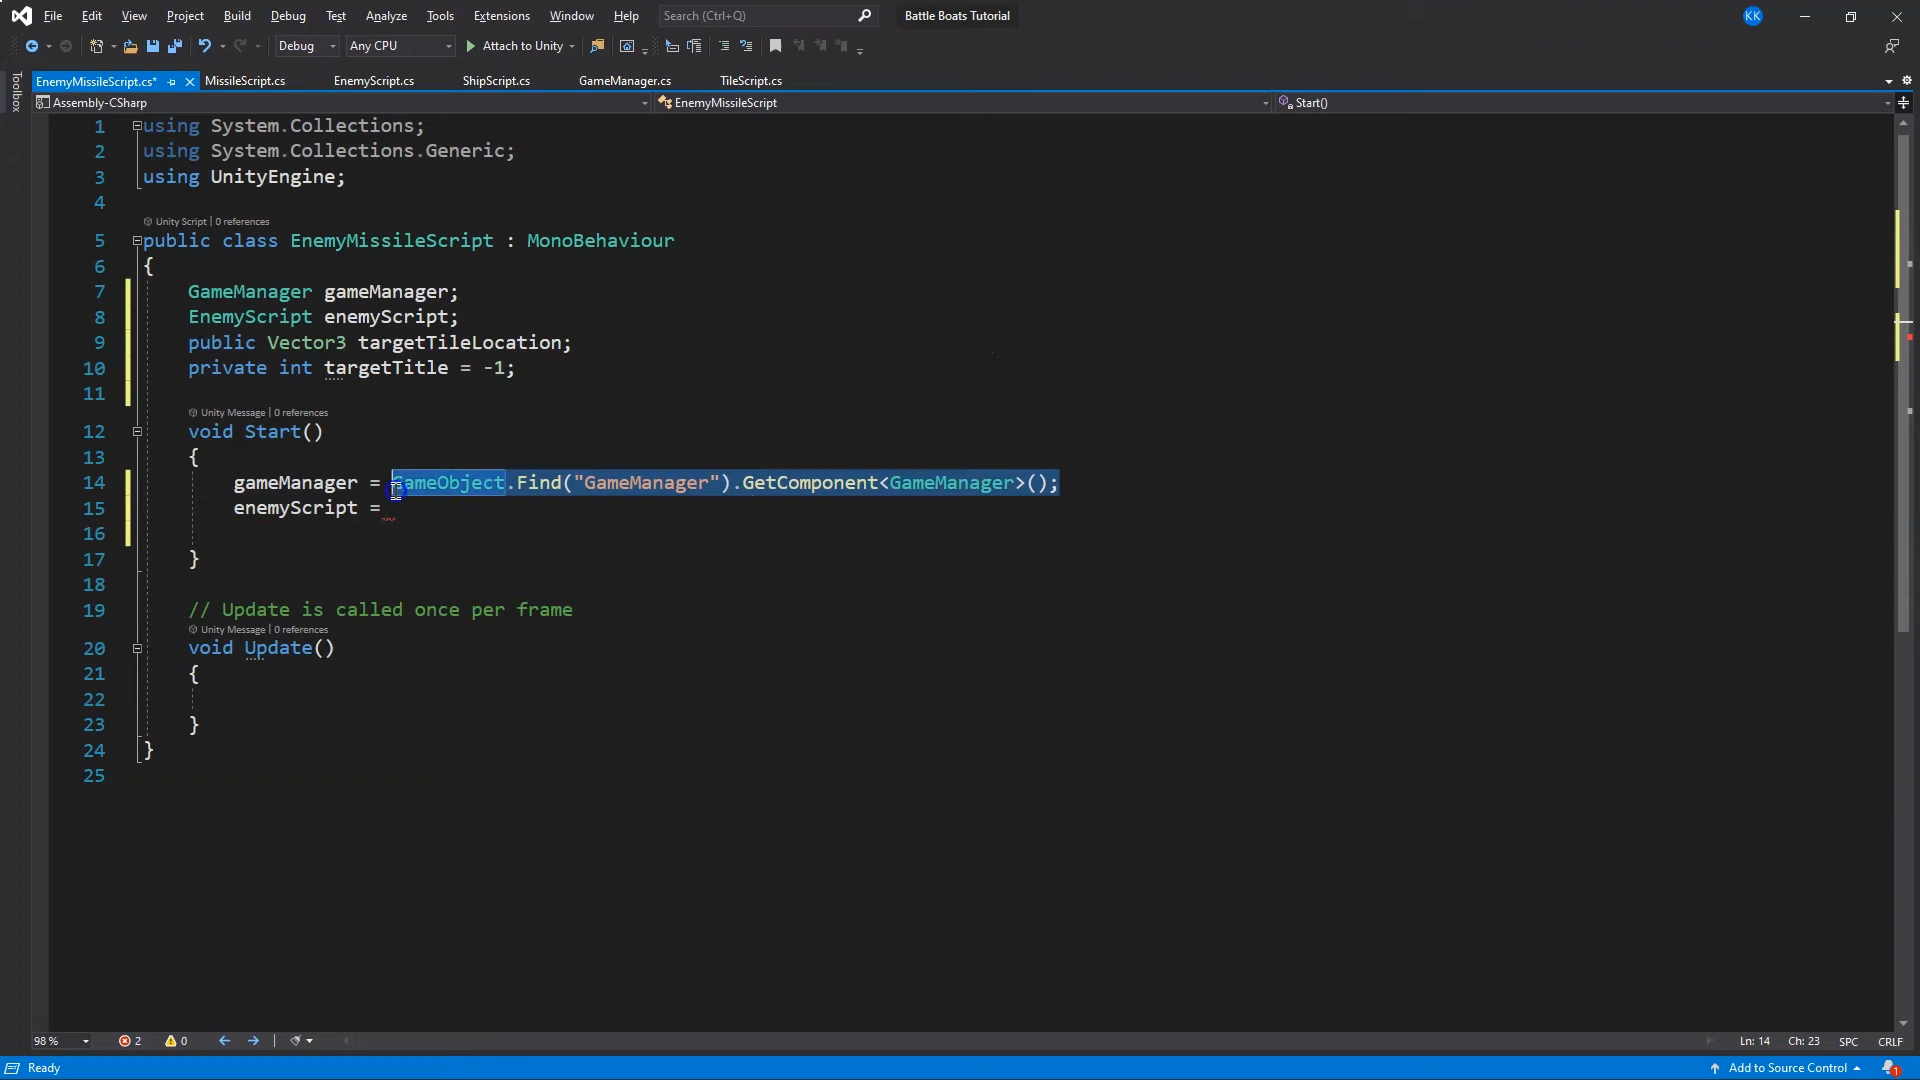 File Edit View Project Build Debug Test Analyze Tools Extensions Window Help Search (Ctrl+Q) Battle Boats Tutorial KK
Debug Any CPU Attach to Unity
Toolbox
EnemyMissileScript.cs* MissileScript.cs EnemyScript.cs ShipScript.cs GameManager.cs TileScript.cs
Assembly-CSharp EnemyMissileScript Start()
1 using System.Collections;
2 using System.Collections.Generic;
3 using UnityEngine;
4
Unity Script | 0 references
5 public class EnemyMissileScript : MonoBehaviour
6 {
7 GameManager gameManager;
8 EnemyScript enemyScript;
9 public Vector3 targetTileLocation;
10 private int targetTitle = -1;
11
Unity Message | 0 references
12 void Start()
13 {
14 gameManager = GameObject.Find("GameManager").GetComponent<GameManager>();
15 enemyScript =
16
17 }
18
19 // Update is called once per frame
Unity Message | 0 references
20 void Update()
21 {
22
23 }
24 }
25
98 % 2 0 Ln: 14 Ch: 23 SPC CRLF
Ready Add to Source Control 1